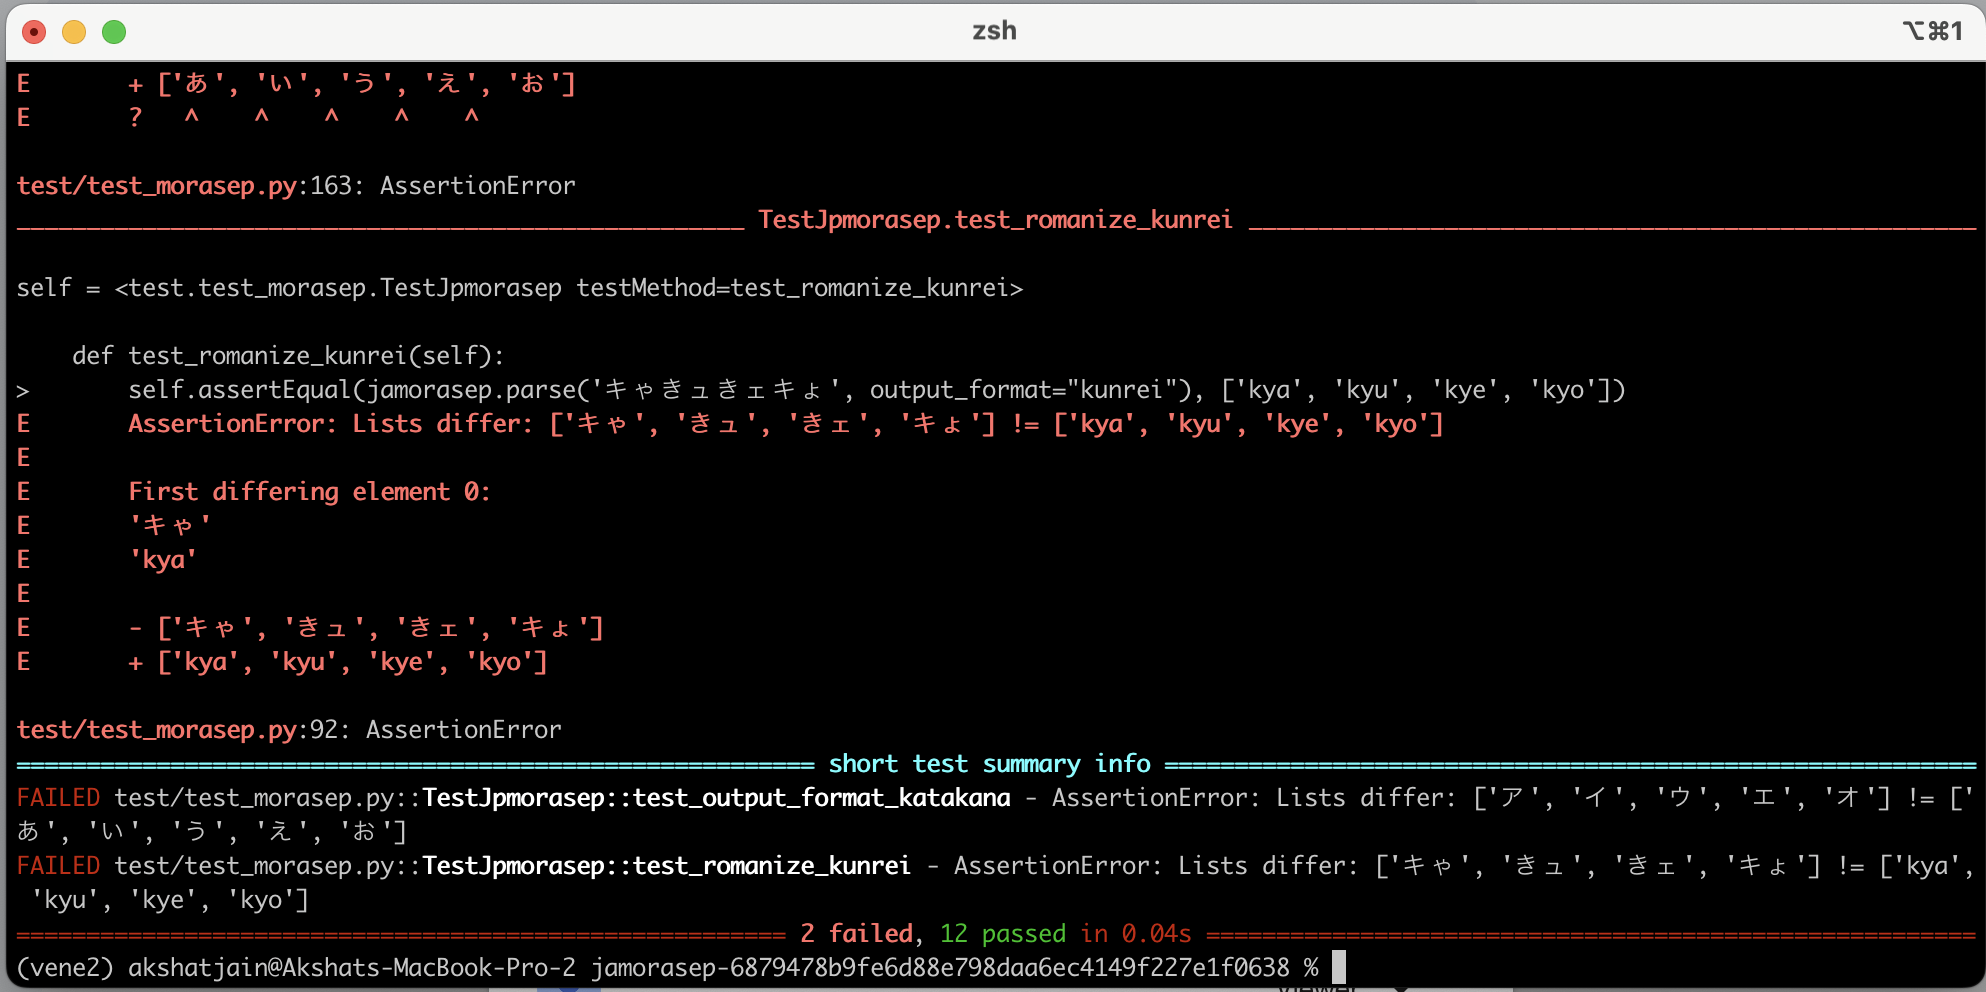 zsh
⌥⌘1
E       + ['あ', 'い', 'う', 'え', 'お']
E       ?   ^    ^    ^    ^    ^
test/test_morasep.py:163: AssertionError
____________________________________________________ TestJpmorasep.test_romanize_kunrei ____________________________________________________
self = <test.test_morasep.TestJpmorasep testMethod=test_romanize_kunrei>
    def test_romanize_kunrei(self):
>       self.assertEqual(jamorasep.parse('キゃきュきェキょ', output_format="kunrei"), ['kya', 'kyu', 'kye', 'kyo'])
E       AssertionError: Lists differ: ['キゃ', 'きュ', 'きェ', 'キょ'] != ['kya', 'kyu', 'kye', 'kyo']
E
E       First differing element 0:
E       'キゃ'
E       'kya'
E
E       - ['キゃ', 'きュ', 'きェ', 'キょ']
E       + ['kya', 'kyu', 'kye', 'kyo']
test/test_morasep.py:92: AssertionError
========================================================= short test summary info ==========================================================
FAILED test/test_morasep.py::TestJpmorasep::test_output_format_katakana - AssertionError: Lists differ: ['ア', 'イ', 'ウ', 'エ', 'オ'] != ['
あ', 'い', 'う', 'え', 'お']
FAILED test/test_morasep.py::TestJpmorasep::test_romanize_kunrei - AssertionError: Lists differ: ['キゃ', 'きュ', 'きェ', 'キょ'] != ['kya',
 'kyu', 'kye', 'kyo']
======================================================= 2 failed, 12 passed in 0.04s =======================================================
(vene2) akshatjain@Akshats-MacBook-Pro-2 jamorasep-6879478b9fe6d88e798daa6ec4149f227e1f0638 %